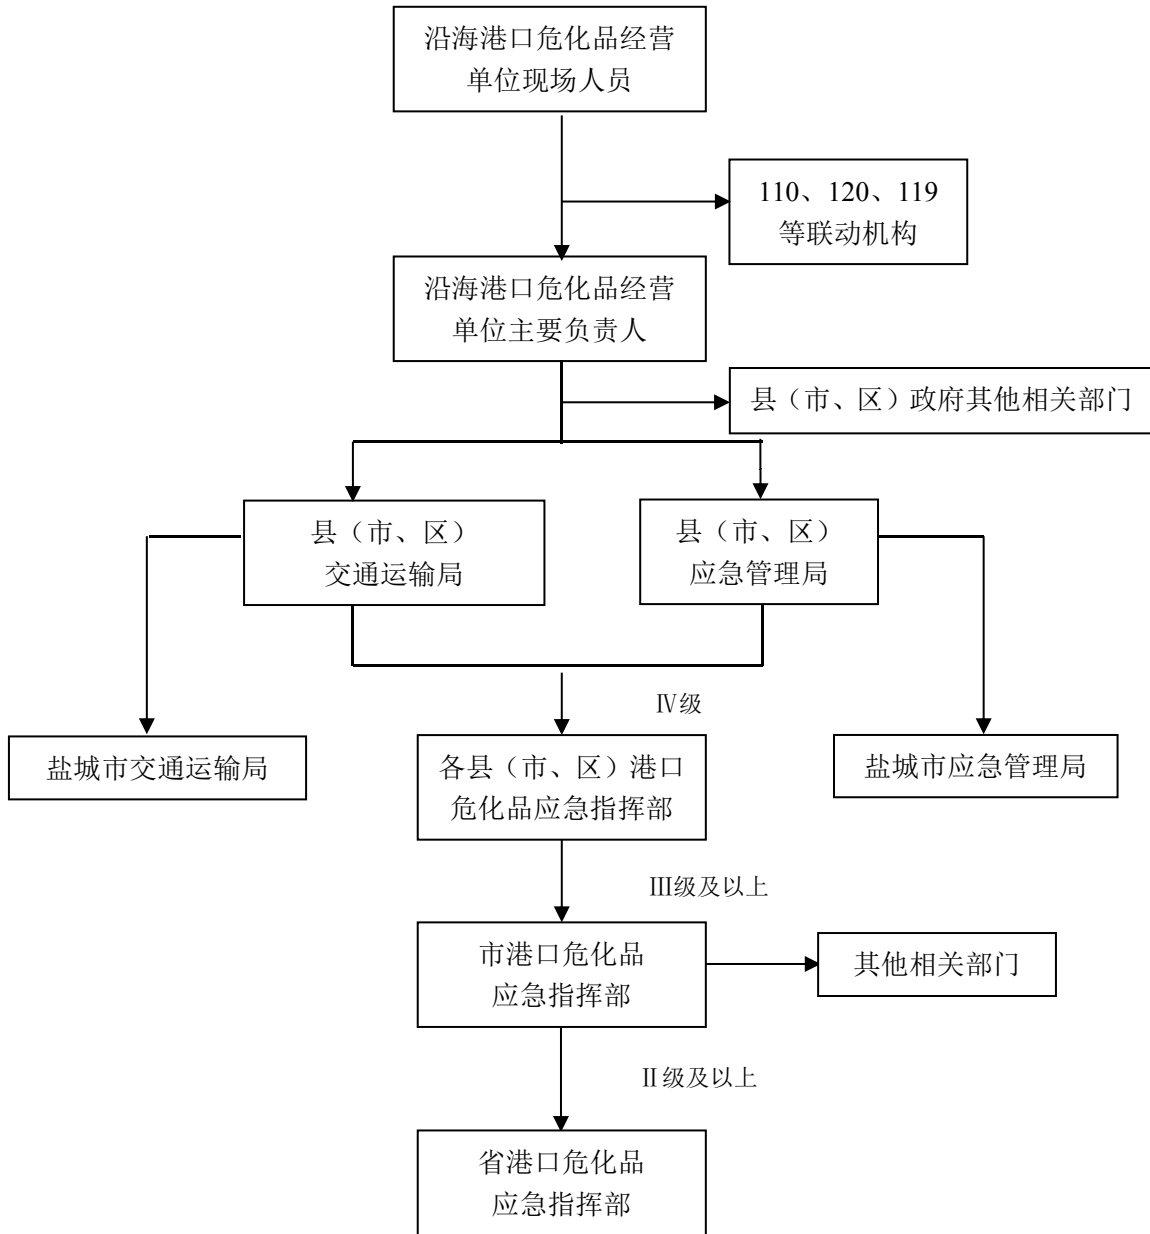 沿海港口危化品经营
单位现场人员
110、120、119
等联动机构
沿海港口危化品经营
单位主要负责人
县（市、区）政府其他相关部门
县（市、区）
交通运输局
县（市、区）
应急管理局
Ⅳ级
盐城市交通运输局
各县（市、区）港口
危化品应急指挥部
盐城市应急管理局
Ⅲ级及以上
市港口危化品
应急指挥部
其他相关部门
Ⅱ级及以上
省港口危化品
应急指挥部